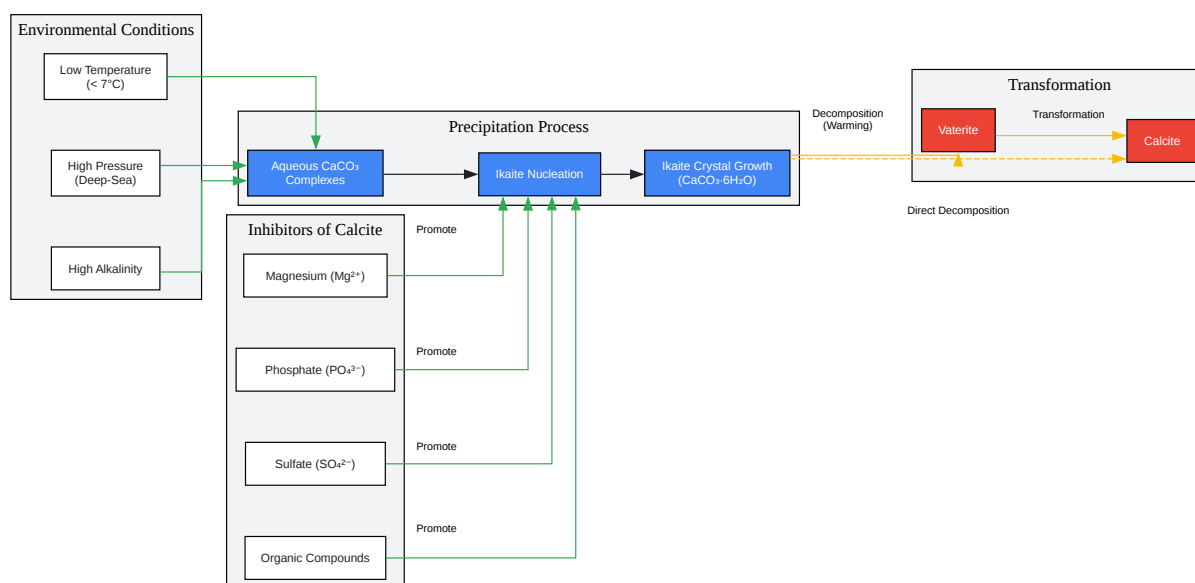 Environmental Conditions
Low Temperature
(< 7°C)
High Pressure
(Deep-Sea)
High Alkalinity
Precipitation Process
Aqueous CaCO₃
Complexes
Ikaite Nucleation
Ikaite Crystal Growth
(CaCO₃·6H₂O)
Inhibitors of Calcite
Magnesium (Mg²⁺)
Phosphate (PO₄³⁻)
Sulfate (SO₄²⁻)
Organic Compounds
Promote
Promote
Promote
Promote
Decomposition
(Warming)
Direct Decomposition
Transformation
Vaterite
Transformation
Calcite